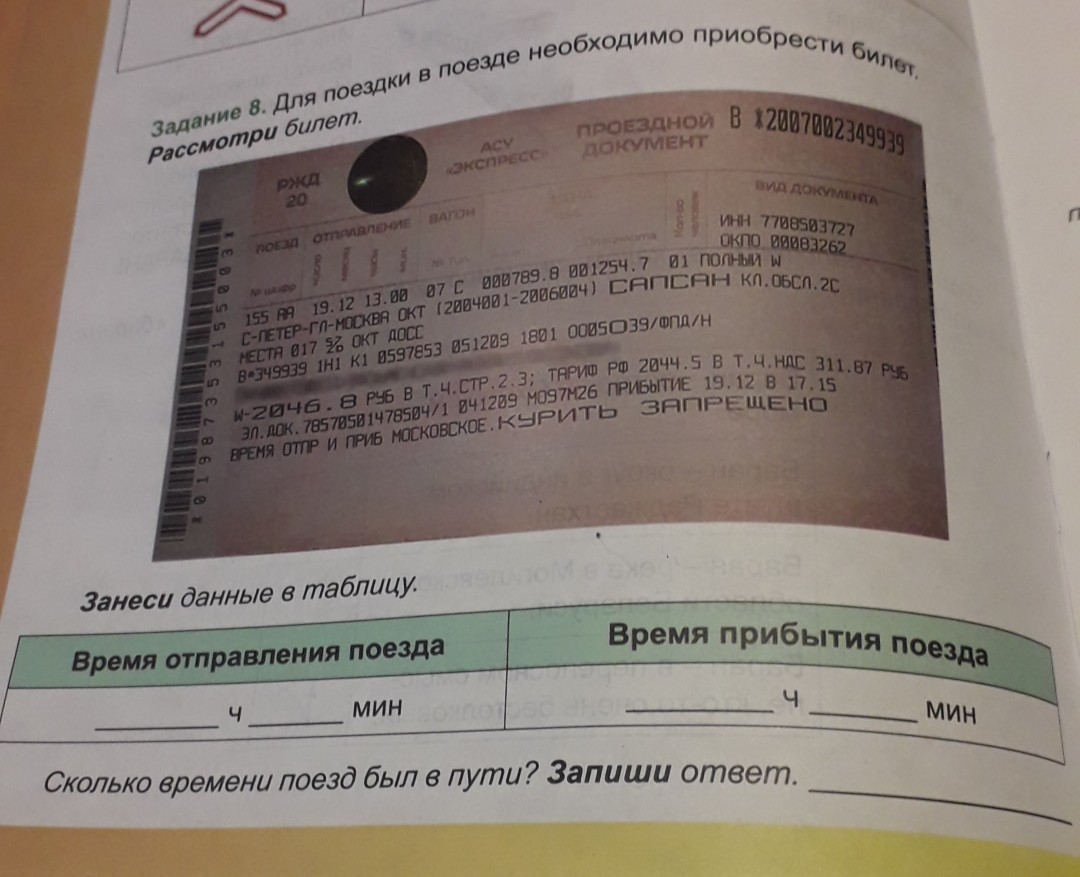 Задание 8. Для поездки в поезде необходимо приобрести билет.
Рассмотри билет.
РЖД
20
АСУ
«ЭКСПРЕСС»
ПРОЕЗДНОЙ
ДОКУМЕНТ
В *2007002349939
ПОЕЗД
ОТПРАВЛЕНИЕ
ВАГОН
ВИД ДОКУМЕНТА
№ шифр
ИНН 7708503727
ОКПО 00083262
155 АА 19.12 13.00 07 С 000789.8 001254.7 01 ПОЛНЫЙ W
С-ПЕТЕР-ГЛ-МОСКВА ОКТ (2004001-2006004) САПСАН КЛ.ОБСЛ.2С
МЕСТА 017 ОКТ ДОСС
В*349939 1Н1 К1 0597853 051209 1801 ОО05О39/ФПД/Н
W-2046.8 РУБ В Т.Ч.СТР.2.3; ТАРИФ РФ 2044.5 В Т.Ч.НДС 311.87 РУБ
ЭЛ.ДОК.78570501478504/1 041209 МО97М26 ПРИБЫТИЕ 19.12 В 17.15
ВРЕМЯ ОТПР И ПРИБ МОСКОВСКОЕ.КУРИТЬ ЗАПРЕЩЕНО
Занеси данные в таблицу.
Время отправления поезда
Время прибытия поезда
ч мин
ч мин
Сколько времени поезд был в пути? Запиши ответ.